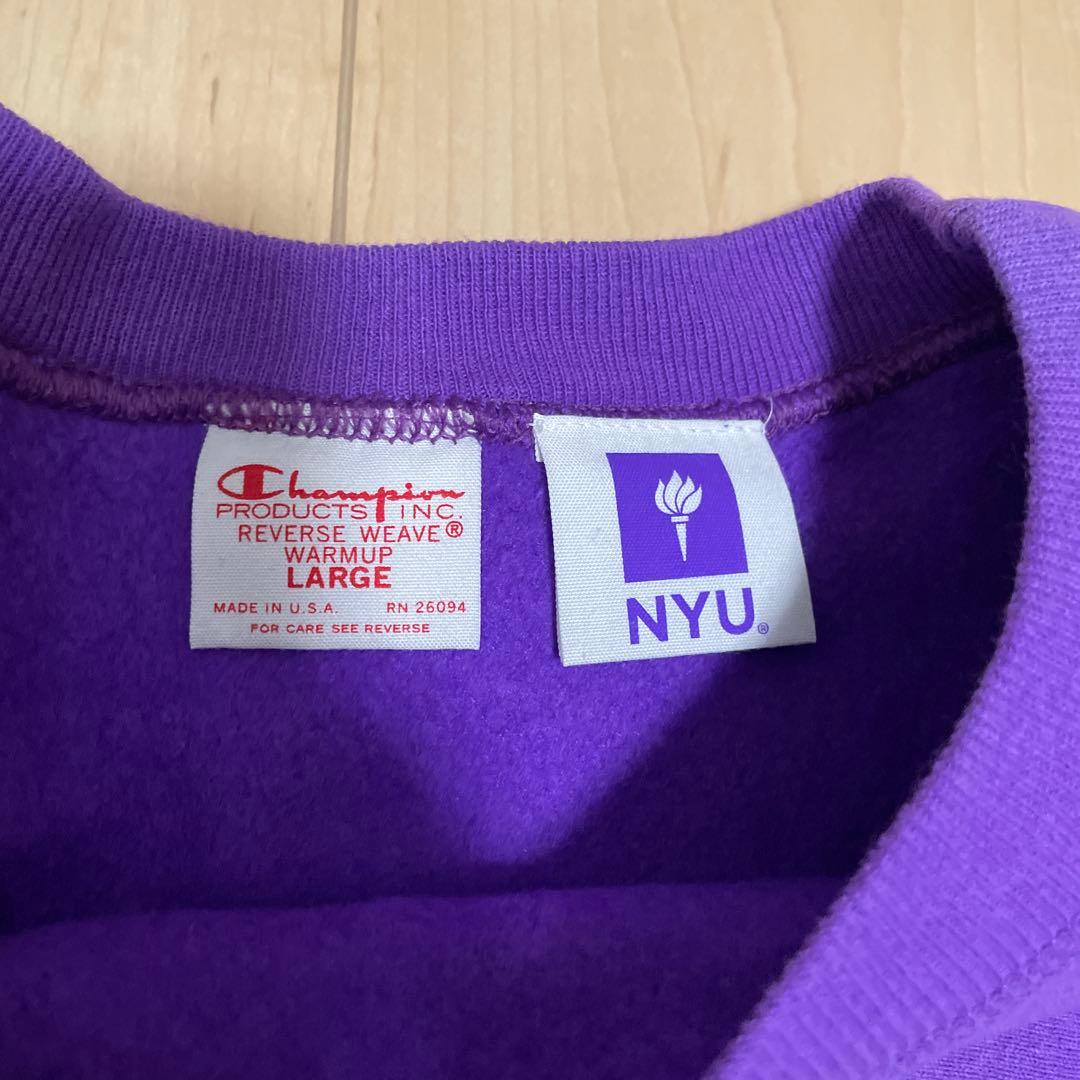 Champion
PRODUCTS INC.
REVERSE WEAVE®
WARMUP
LARGE
MADE IN U.S.A. RN 26094
FOR CARE SEE REVERSE
NYU®